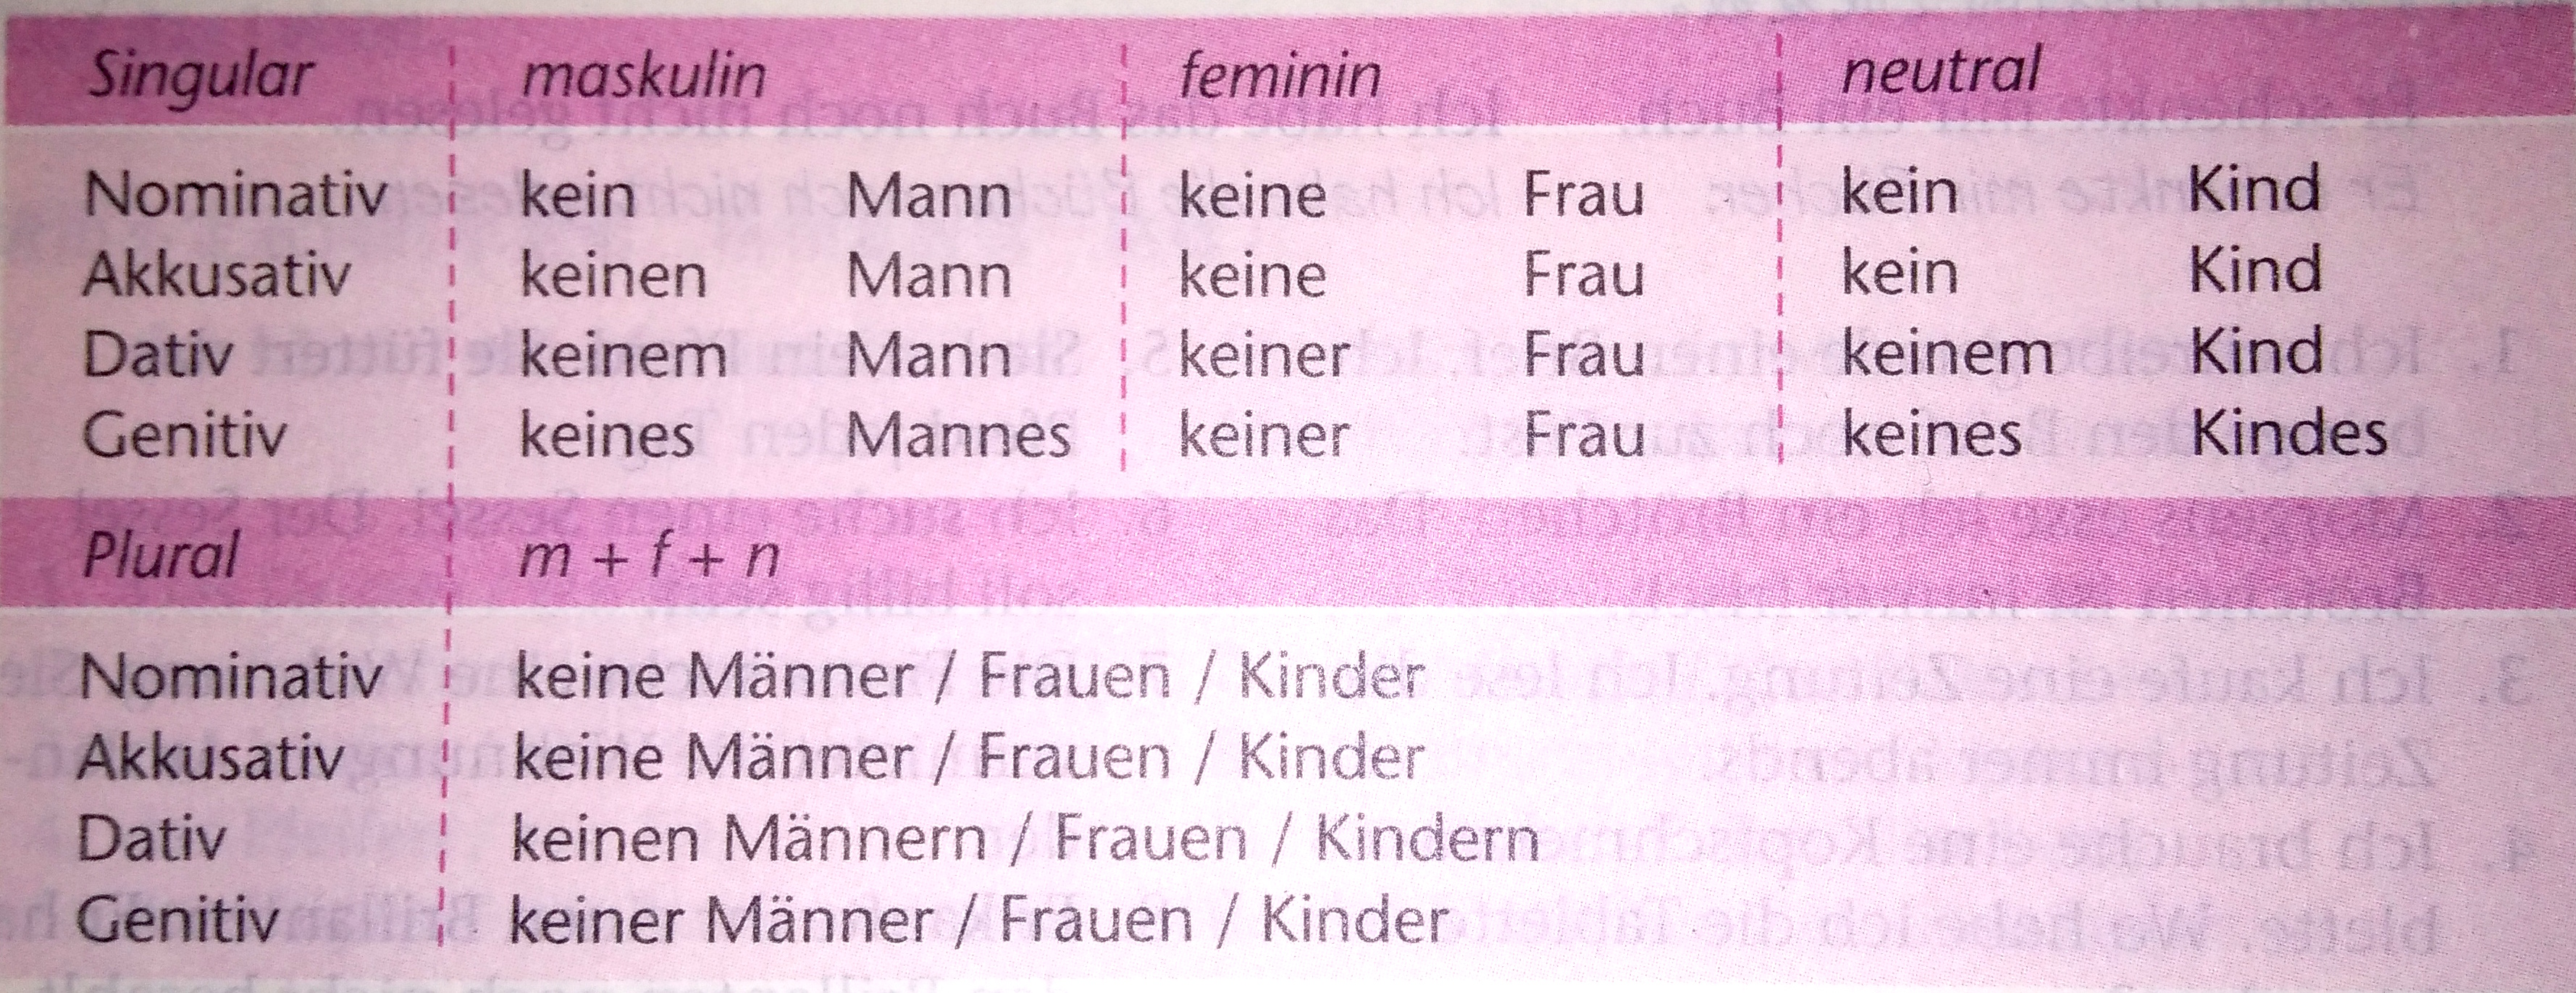 Singular maskulin feminin neutral
Nominativ kein Mann keine Frau kein Kind
Akkusativ keinen Mann keine Frau kein Kind
Dativ keinem Mann keiner Frau keinem Kind
Genitiv keines Mannes keiner Frau keines Kindes
Plural m + f + n
Nominativ keine Männer / Frauen / Kinder
Akkusativ keine Männer / Frauen / Kinder
Dativ keinen Männern / Frauen / Kindern
Genitiv keiner Männer / Frauen / Kinder